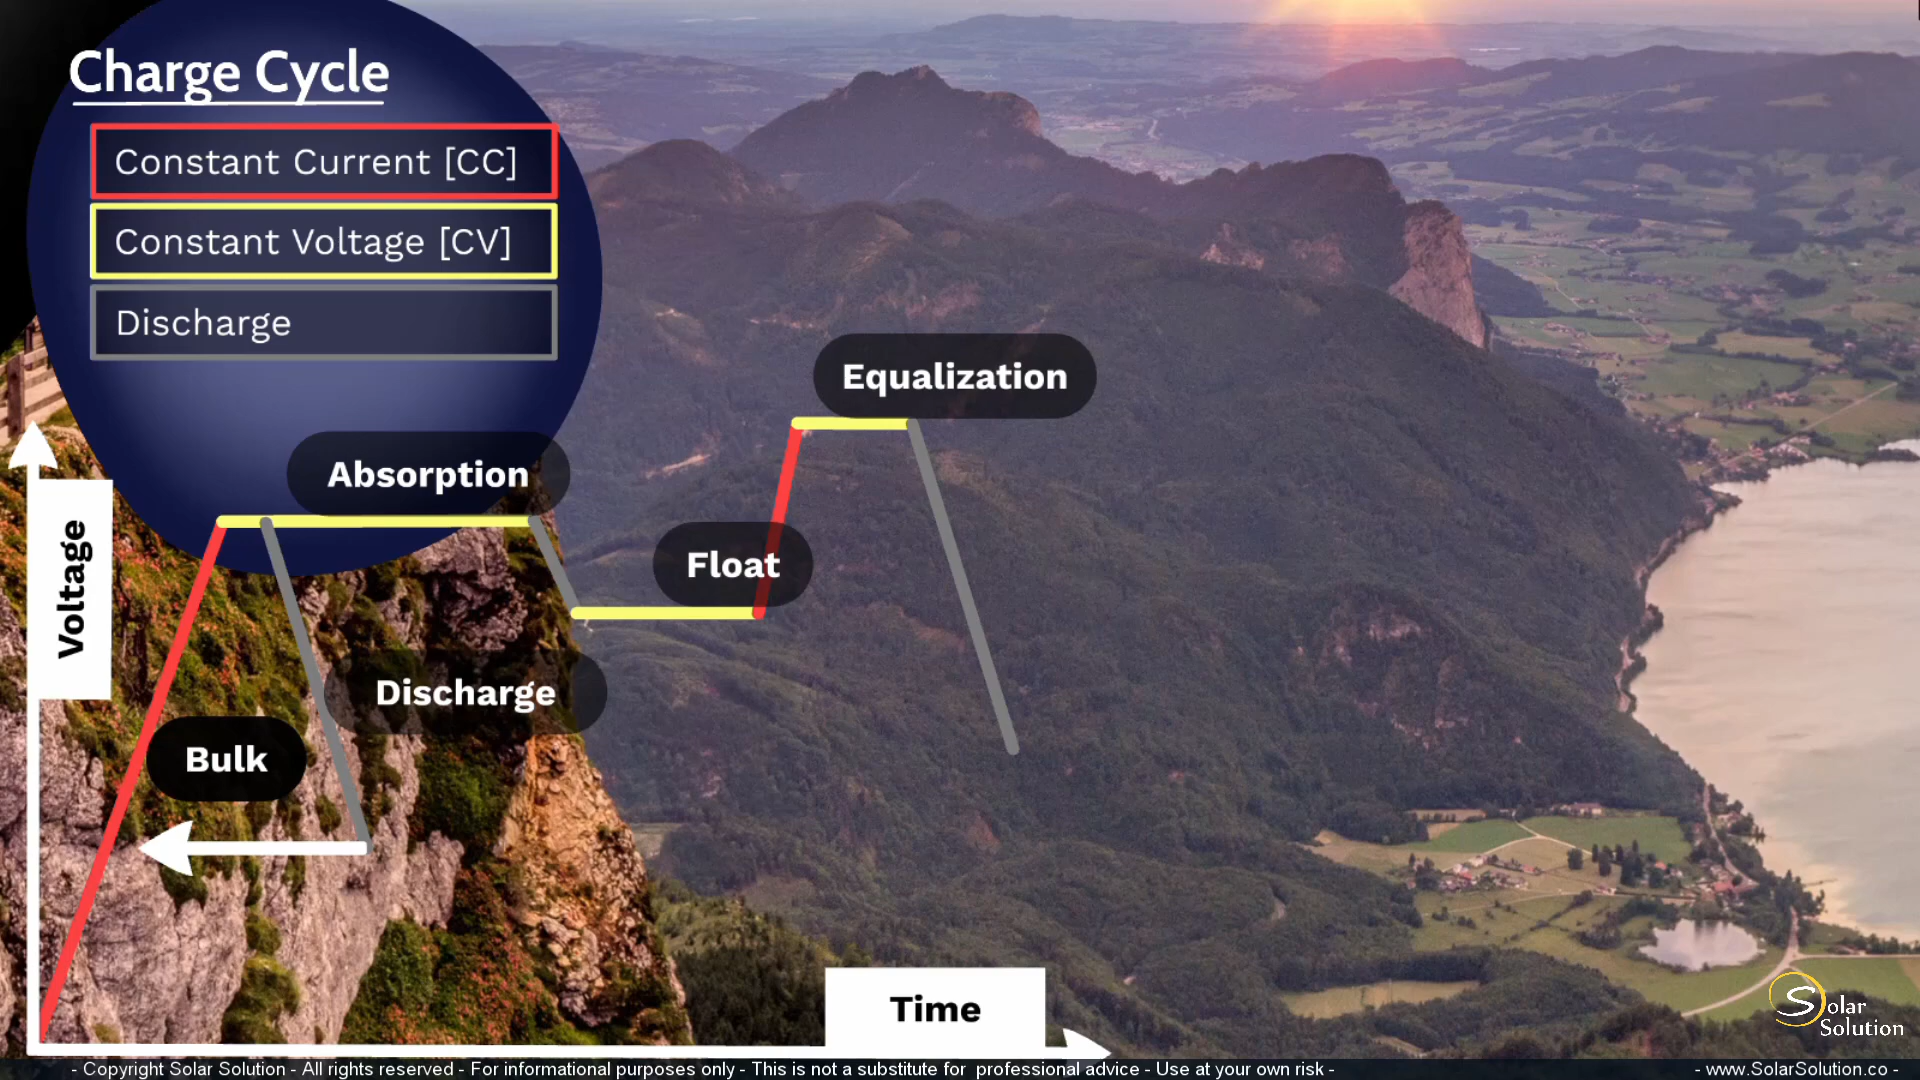 Charge Cycle
Constant Current [CC]
Constant Voltage [CV]
Discharge
Equalization
Absorption
Float
Voltage
Discharge
Bulk
Time
Solar
Solution
- Copyright Solar Solution - All rights reserved - For informational purposes only - This is not a substitute for professional advice - Use at your own risk -
- www.SolarSolution.co -